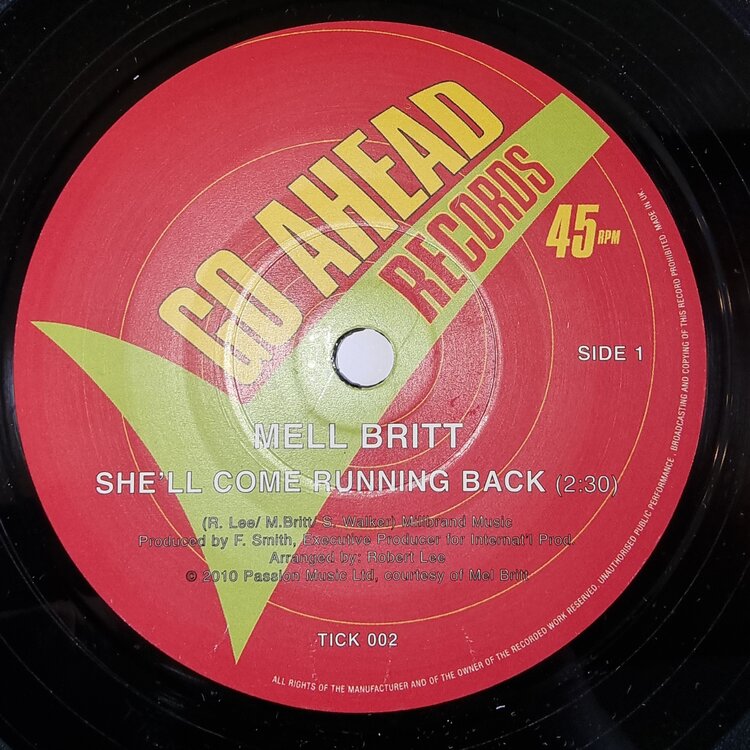 GO AHEAD
RECORDS
45 RPM
SIDE 1
MELL BRITT
SHE'LL COME RUNNING BACK (2:30)
(R. Lee/ M.Britt/ S. Walker) Millbrand Music
Produced by F. Smith, Executive Producer for Internat'l Prod.
Arranged by: Robert Lee
© 2010 Passion Music Ltd, courtesy of Mel Britt
TICK 002
ALL RIGHTS OF THE MANUFACTURER AND OF THE OWNER OF THE RECORDED WORK RESERVED. UNAUTHORISED PUBLIC PERFORMANCE . BROADCASTING AND COPYING OF THIS RECORD PROHIBITED MADE IN UK.